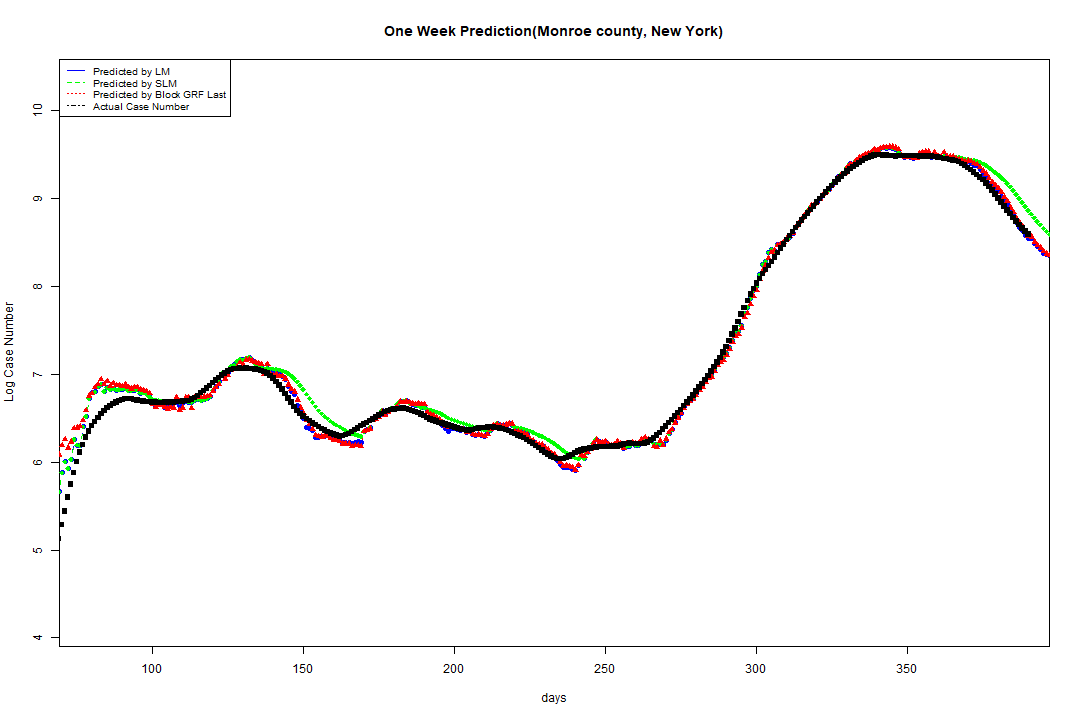 One Week Prediction(Monroe county, New York)
Predicted by LM
Predicted by SLM
Predicted by Block GRF Last
Actual Case Number
10
9
8
7
6
5
4
Log Case Number
100 150 200 250 300 350
days